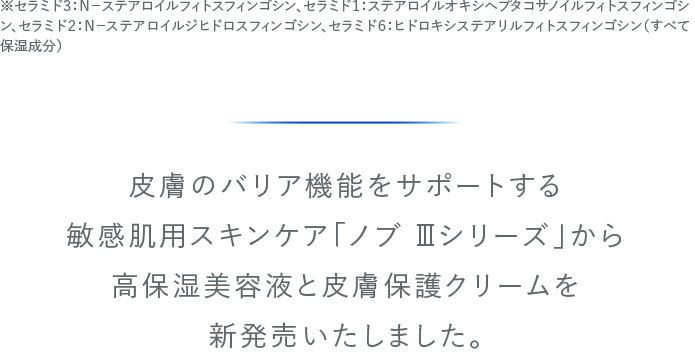 ※セラミド3：N－ステアロイルフィトスフィンゴシン、セラミド1：ステアロイルオキシヘプタコサノイルフィトスフィンゴシ
ン、セラミド2：N－ステアロイルジヒドロスフィンゴシン、セラミド6：ヒドロキシステアリルフィトスフィンゴシン（すべて
保湿成分）
皮膚のバリア機能をサポートする
敏感肌用スキンケア「ノブ Ⅲシリーズ」から
高保湿美容液と皮膚保護クリームを
新発売いたしました。